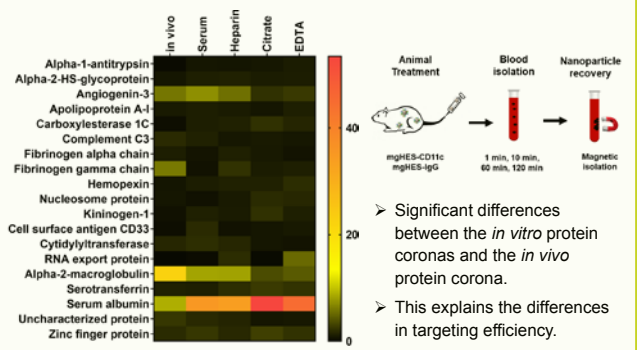 in vivo
Serum
Heparin
Citrate
EDTA
Alpha-1-antitrypsin
Alpha-2-HS-glycoprotein
Angiogenin-3
Apolipoprotein A-I
Carboxylesterase 1C
Complement C3
Fibrinogen alpha chain
Fibrinogen gamma chain
Hemopexin
Nucleosome protein
Kininogen-1
Cell surface antigen CD33
Cytidylyltransferase
RNA export protein
Alpha-2-macroglobulin
Serotransferrin
Serum albumin
Uncharacterized protein
Zinc finger protein
40
20
0
Animal
Treatment
Blood
isolation
Nanoparticle
recovery
mgHES-CD11c
mgHES-IgG
1 min, 10 min,
60 min, 120 min
Magnetic
isolation
➢ Significant differences
between the in vitro protein
coronas and the in vivo
protein corona.
➢ This explains the differences
in targeting efficiency.